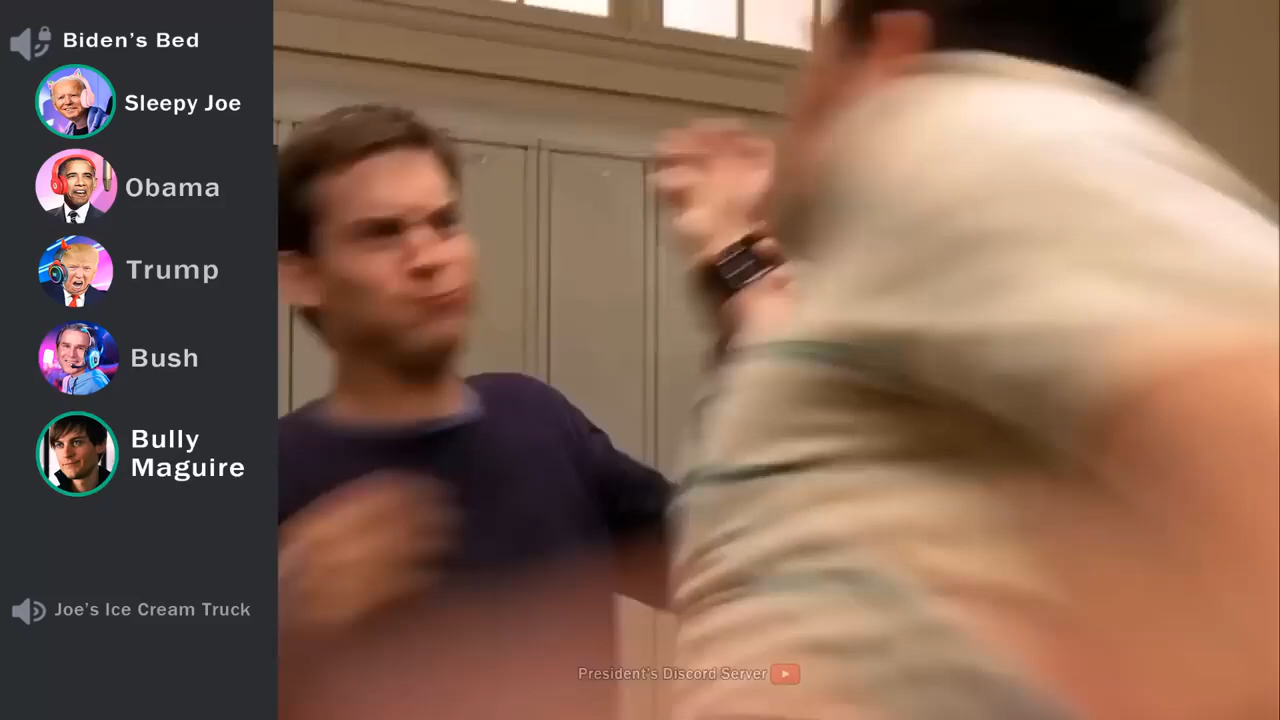 Biden's Bed
Sleepy Joe
Obama
Trump
Bush
Bully
Maguire
Joe's Ice Cream Truck
President's Discord Server